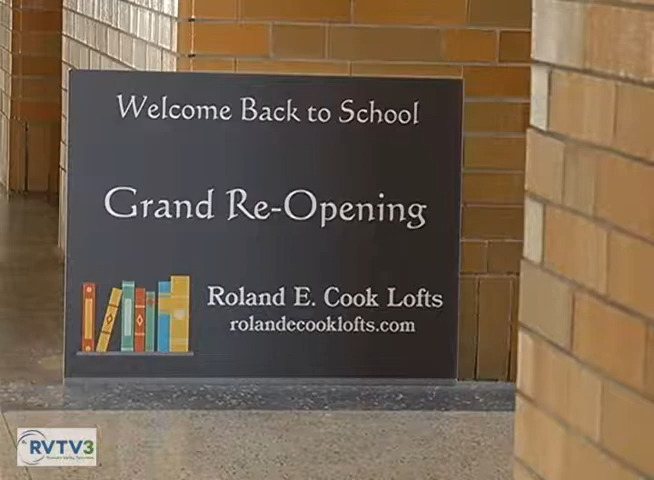 Welcome Back to School
Grand Re-Opening
Roland E. Cook Lofts
rolandecooklofts.com
RVTV3